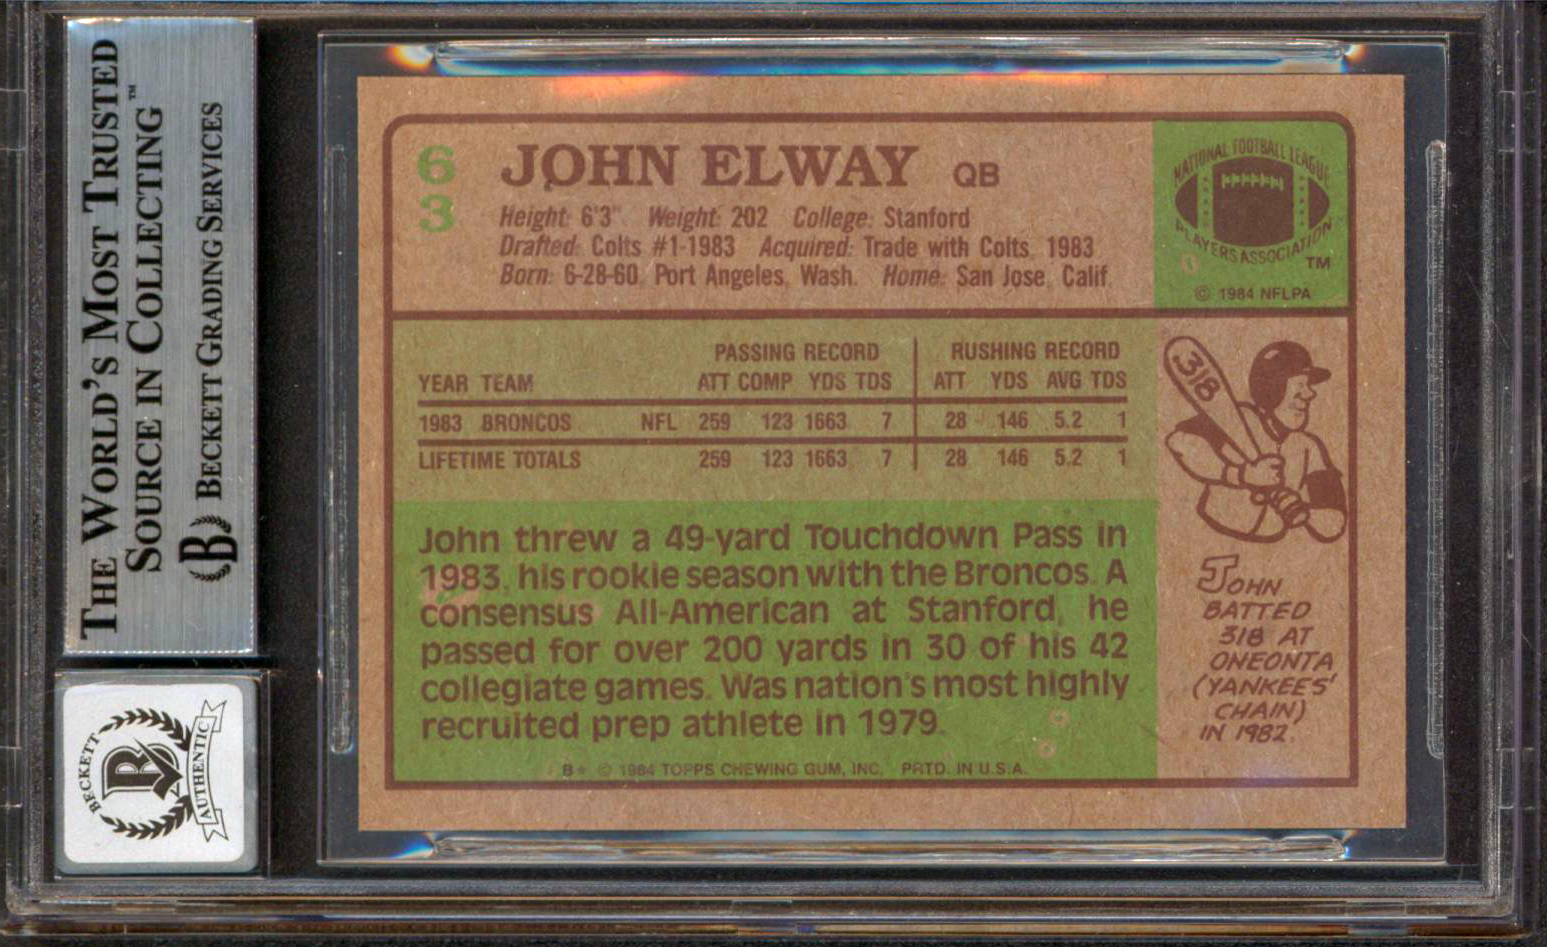 THE WORLD'S MOST TRUSTED
SOURCE IN COLLECTING™
BECKETT GRADING SERVICES
B
BECKETT
B
AUTHENTIC
63
JOHN ELWAY QB
Height: 6'3" Weight: 202 College: Stanford
Drafted: Colts #1-1983 Acquired: Trade with Colts, 1983
Born: 6-28-60, Port Angeles, Wash. Home: San Jose, Calif.
NATIONAL FOOTBALL LEAGUE
PLAYERS ASSOCIATION
TM
© 1984 NFLPA
PASSING RECORD RUSHING RECORD
YEAR TEAM ATT COMP YDS TDS ATT YDS AVG TDS
1983 BRONCOS NFL 259 123 1663 7 28 146 5.2 1
LIFETIME TOTALS 259 123 1663 7 28 146 5.2 1
318
John threw a 49-yard Touchdown Pass in
1983, his rookie season with the Broncos. A
consensus All-American at Stanford, he
passed for over 200 yards in 30 of his 42
collegiate games. Was nation's most highly
recruited prep athlete in 1979.
JOHN
BATTED
318 AT
ONEONTA
(YANKEES'
CHAIN)
IN 1982.
B* © 1984 TOPPS CHEWING GUM, INC. PRTD. IN U.S.A.